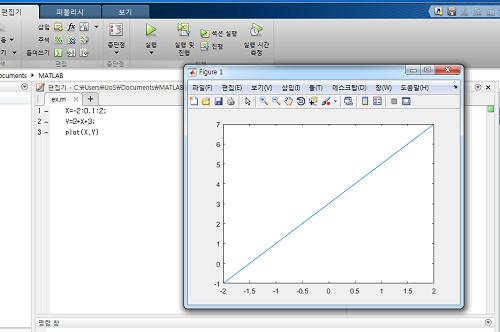 편집기
퍼블리시
보기
삽입
fx
주석
들여쓰기
편집
중단점
중단점
실행
실행 및
진행
섹션 실행
진행
실행 시간
측정
실행
ocuments ▸ MATLAB
편집기 - C:₩Users₩UoS₩Documents₩MATLAB
ex.m × +
1 - X=-2:0.1:2;
2 - Y=2*X+3;
3 - plot(X,Y)
명령 창
Figure 1
파일(F) 편집(E) 보기(V) 삽입(I) 툴(T) 데스크탑(D) 창(W) 도움말(H)
7
6
5
4
3
2
1
0
-1
-2 -1.5 -1 -0.5 0 0.5 1 1.5 2